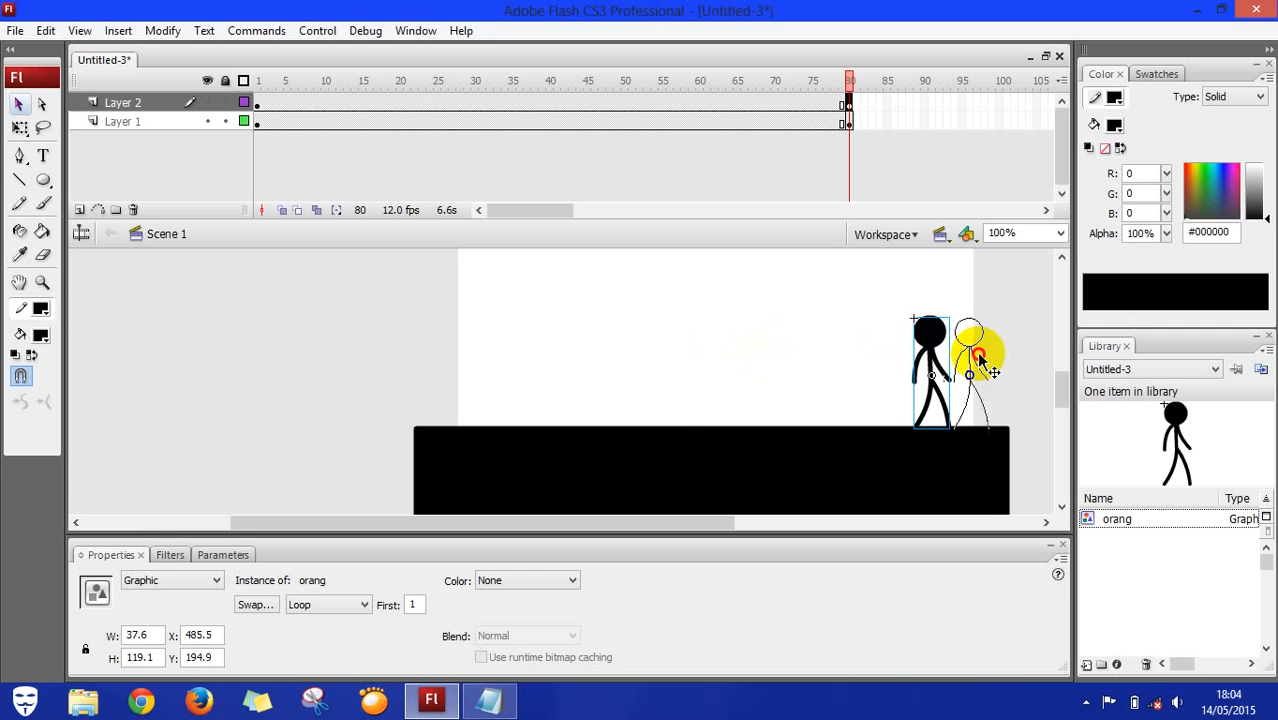 Adobe Flash CS3 Professional - [Untitled-3*]
File Edit View Insert Modify Text Commands Control Debug Window Help
Untitled-3*
1 5 10 15 20 25 30 35 40 45 50 55 60 65 70 75 80 85 90 95 100 105
Layer 2
Layer 1
80 12.0 fps 6.6s
Scene 1
Workspace
100%
Properties
Filters
Parameters
Graphic
Instance of: orang
Color: None
Swap...
Loop
First: 1
W: 37.6 X: 485.5
H: 119.1 Y: 194.9
Blend: Normal
Use runtime bitmap caching
Fl
Color Swatches
Type: Solid
R: 0
G: 0
B: 0
Alpha: 100% #000000
Library
Untitled-3
One item in library
Name Type
orang Graph
Fl
18:04
14/05/2015